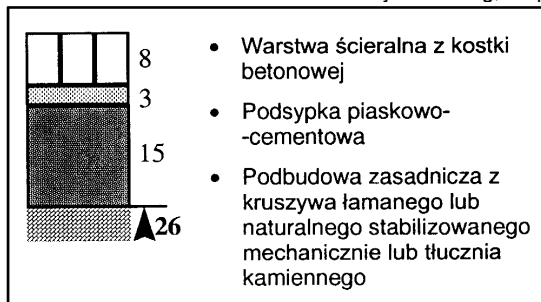 8
3
15
26
• Warstwa ścieralna z kostki
betonowej
• Podsypka piaskowo-
-cementowa
• Podbudowa zasadnicza z
kruszywa łamanego lub
naturalnego stabilizowanego
mechanicznie lub tłucznia
kamiennego